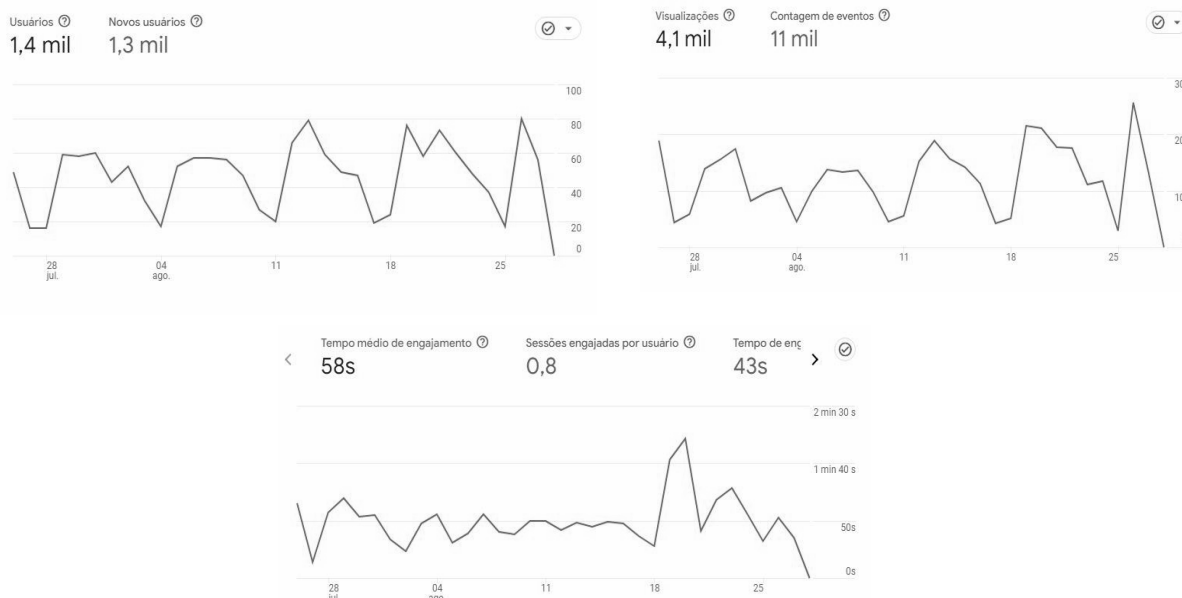 Usuários Novos usuários
1,4 mil 1,3 mil
100
80
60
40
20
0
28 04 11 18 25
jul. ago.
Visualizações Contagem de eventos
4,1 mil 11 mil
28 04 11 18 25
jul. ago.
Tempo médio de engajamento Sessões engajadas por usuário Tempo de
58s 0,8 43s
2 min 30 s
1 min 40 s
50s
0s
28 04 11 18 25